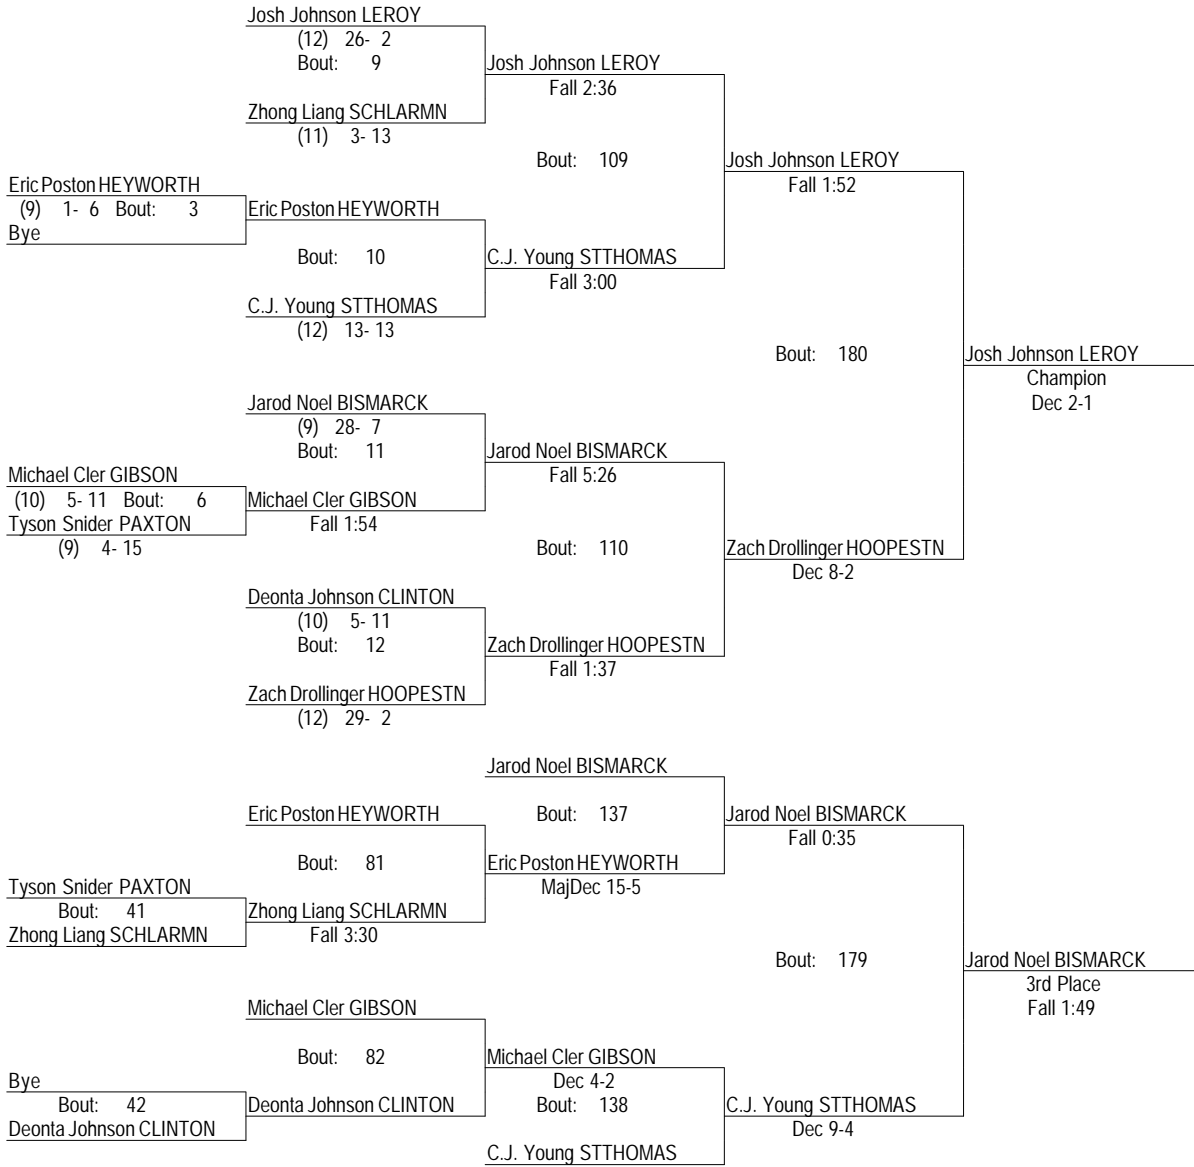 Josh Johnson LEROY
(12) 26- 2
Bout: 9
Josh Johnson LEROY
Fall 2:36
Zhong Liang SCHLARMN
(11) 3- 13
Bout: 109
Josh Johnson LEROY
Fall 1:52
Eric Poston HEYWORTH
(9) 1- 6 Bout: 3
Bye
Eric Poston HEYWORTH
Bout: 10
C.J. Young STTHOMAS
Fall 3:00
C.J. Young STTHOMAS
(12) 13- 13
Bout: 180
Josh Johnson LEROY
Champion
Dec 2-1
Jarod Noel BISMARCK
(9) 28- 7
Bout: 11
Jarod Noel BISMARCK
Fall 5:26
Michael Cler GIBSON
(10) 5- 11 Bout: 6
Tyson Snider PAXTON
(9) 4- 15
Michael Cler GIBSON
Fall 1:54
Bout: 110
Zach Drollinger HOOPESTN
Dec 8-2
Deonta Johnson CLINTON
(10) 5- 11
Bout: 12
Zach Drollinger HOOPESTN
Fall 1:37
Zach Drollinger HOOPESTN
(12) 29- 2
Jarod Noel BISMARCK
Bout: 137
Jarod Noel BISMARCK
Fall 0:35
Eric Poston HEYWORTH
Bout: 81
Eric Poston HEYWORTH
MajDec 15-5
Tyson Snider PAXTON
Bout: 41
Zhong Liang SCHLARMN
Zhong Liang SCHLARMN
Fall 3:30
Bout: 179
Jarod Noel BISMARCK
3rd Place
Fall 1:49
Michael Cler GIBSON
Bout: 82
Michael Cler GIBSON
Dec 4-2
Bout: 138
Bye
Bout: 42
Deonta Johnson CLINTON
Deonta Johnson CLINTON
C.J. Young STTHOMAS
Dec 9-4
C.J. Young STTHOMAS